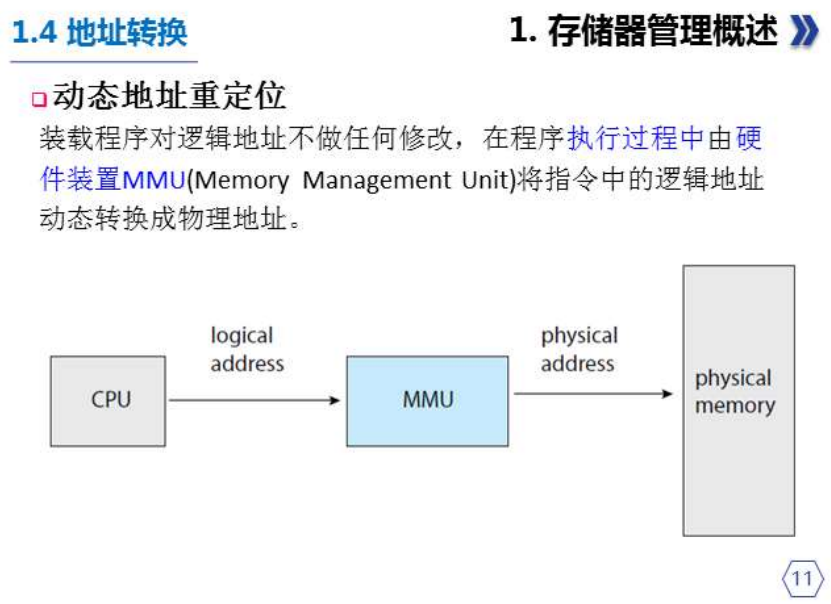 1.4 地址转换
1. 存储器管理概述
动态地址重定位
装载程序对逻辑地址不做任何修改，在程序执行过程中由硬
件装置MMU(Memory Management Unit)将指令中的逻辑地址
动态转换成物理地址。
logical
address
physical
address
CPU
MMU
physical
memory
11